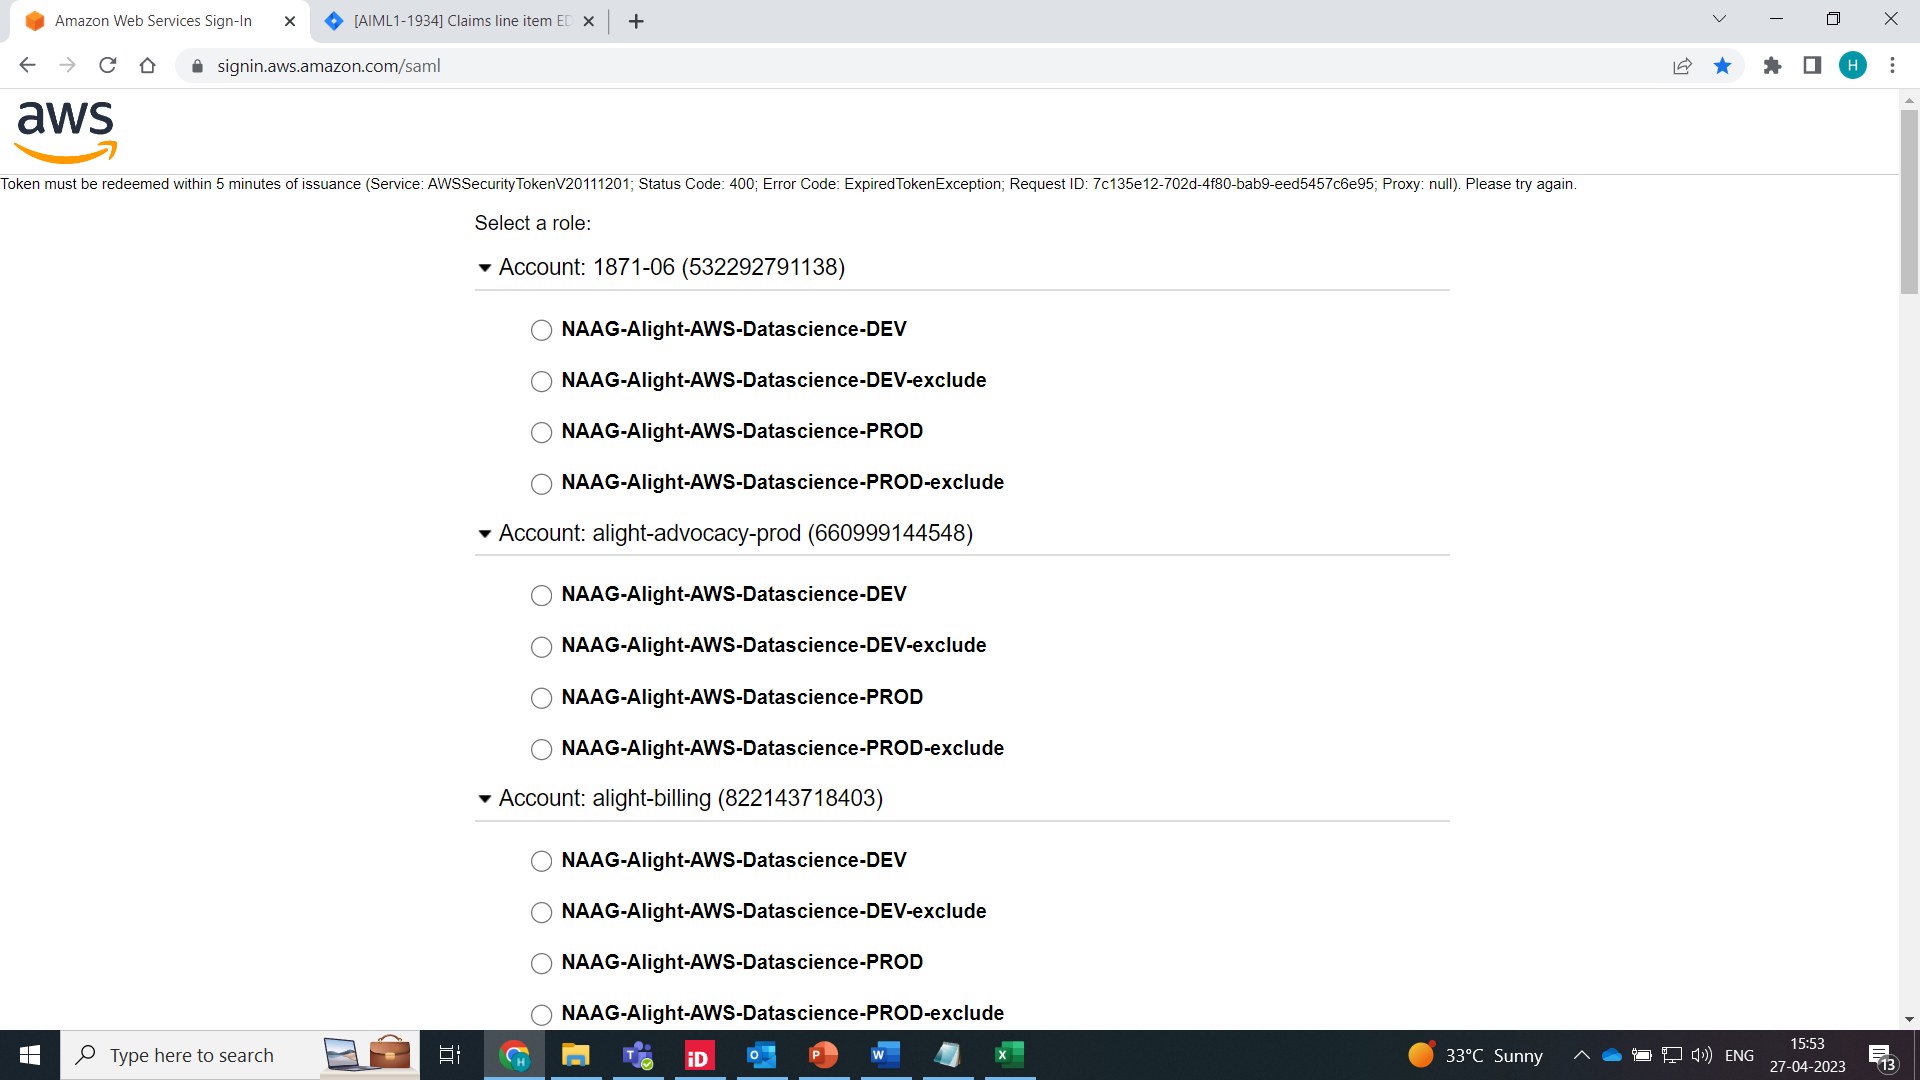 Amazon Web Services Sign-In
[AIML1-1934] Claims line item ED
signin.aws.amazon.com/saml
H
aws
Token must be redeemed within 5 minutes of issuance (Service: AWSSecurityTokenV20111201; Status Code: 400; Error Code: ExpiredTokenException; Request ID: 7c135e12-702d-4f80-bab9-eed5457c6e95; Proxy: null). Please try again.
Select a role:
Account: 1871-06 (532292791138)
NAAG-Alight-AWS-Datascience-DEV
NAAG-Alight-AWS-Datascience-DEV-exclude
NAAG-Alight-AWS-Datascience-PROD
NAAG-Alight-AWS-Datascience-PROD-exclude
Account: alight-advocacy-prod (660999144548)
NAAG-Alight-AWS-Datascience-DEV
NAAG-Alight-AWS-Datascience-DEV-exclude
NAAG-Alight-AWS-Datascience-PROD
NAAG-Alight-AWS-Datascience-PROD-exclude
Account: alight-billing (822143718403)
NAAG-Alight-AWS-Datascience-DEV
NAAG-Alight-AWS-Datascience-DEV-exclude
NAAG-Alight-AWS-Datascience-PROD
NAAG-Alight-AWS-Datascience-PROD-exclude
Type here to search
33°C Sunny
ENG
15:53
27-04-2023
13